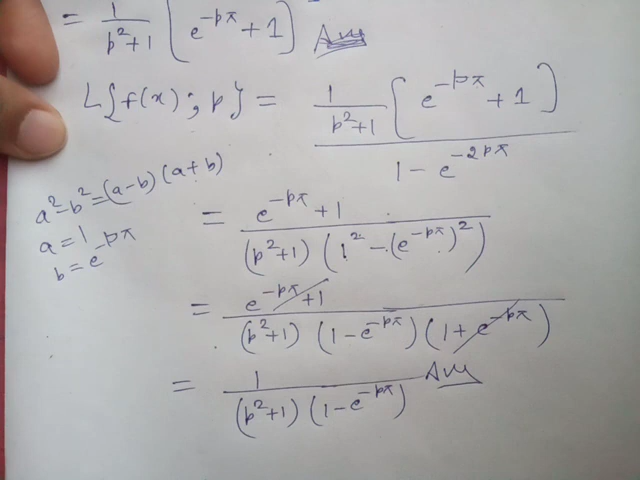 = 1/(p²+1) [e^(-pπ) + 1] Ans
L{f(x); p} = (1/(p²+1) [e^(-pπ) + 1]) / (1 - e^(-2pπ))
a² - b² = (a-b) (a+b)
a = 1
b = e^(-pπ)
= (e^(-pπ) + 1) / ((p²+1) (1² - (e^(-pπ))²))
= (e^(-pπ) + 1) / ((p²+1) (1 - e^(-pπ)) (1 + e^(-pπ)))
= 1 / ((p²+1) (1 - e^(-pπ))) Ans